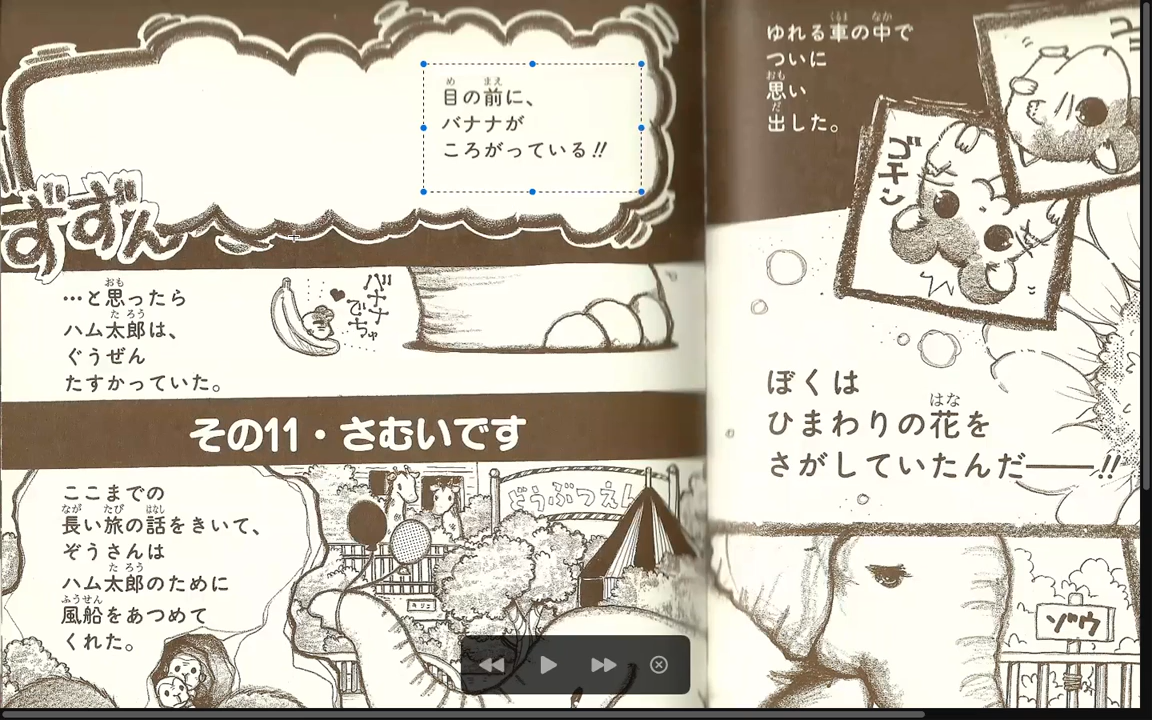 目の前に、
バナナが
ころがっている!!
ずずん
…と思ったら
ハム太郎は、
ぐうぜん
たすかっていた。
バナナ
でちゅ
その11・さむいです
ここまでの
長い旅の話をきいて、
ぞうさんは
ハム太郎のために
風船をあつめて
くれた。
どうぶつえん
キリン
ゆれる車の中で
ついに
思い
出した。
ゴチン
ぼくは
ひまわりの花を
さがしていたんだ――!!
ゾウ